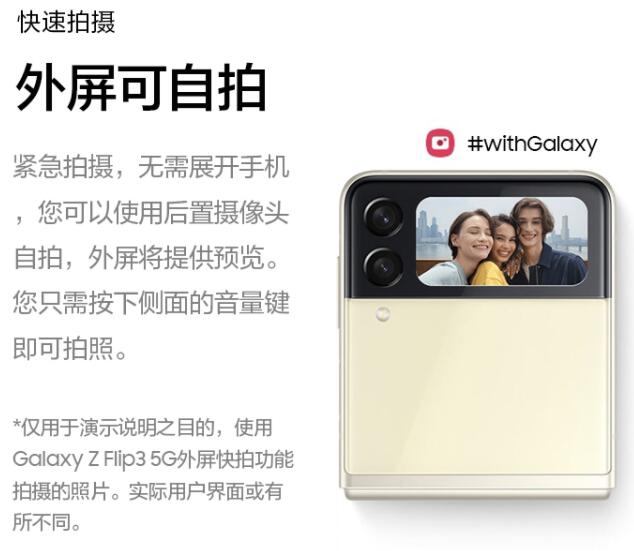 快速拍摄
外屏可自拍
#withGalaxy
紧急拍摄，无需展开手机
，您可以使用后置摄像头
自拍，外屏将提供预览。
您只需按下侧面的音量键
即可拍照。
*仅用于演示说明之目的，使用
Galaxy Z Flip3 5G外屏快拍功能
拍摄的照片。实际用户界面或有
所不同。